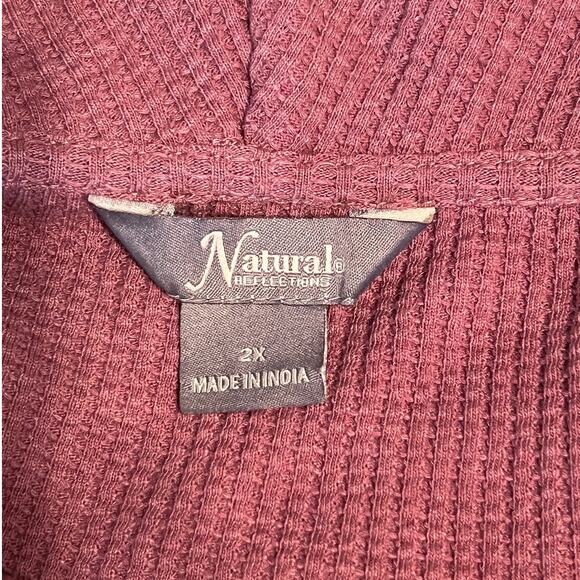 Natural®
REFLECTIONS
2X
MADE IN INDIA